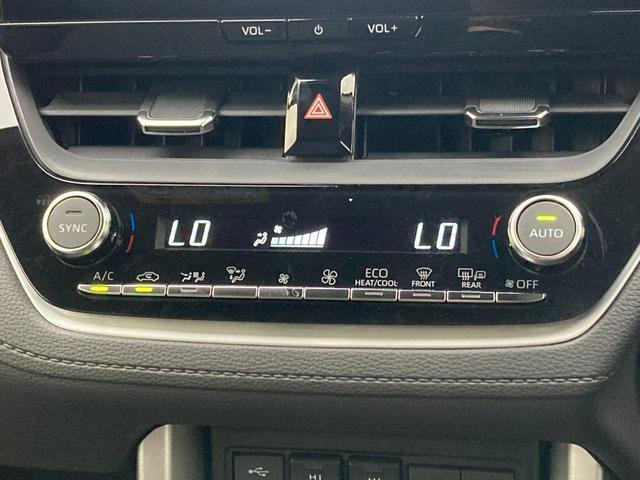 VOL- VOL+
SYNC LO LO AUTO
A/C ECO HEAT/COOL FRONT REAR OFF